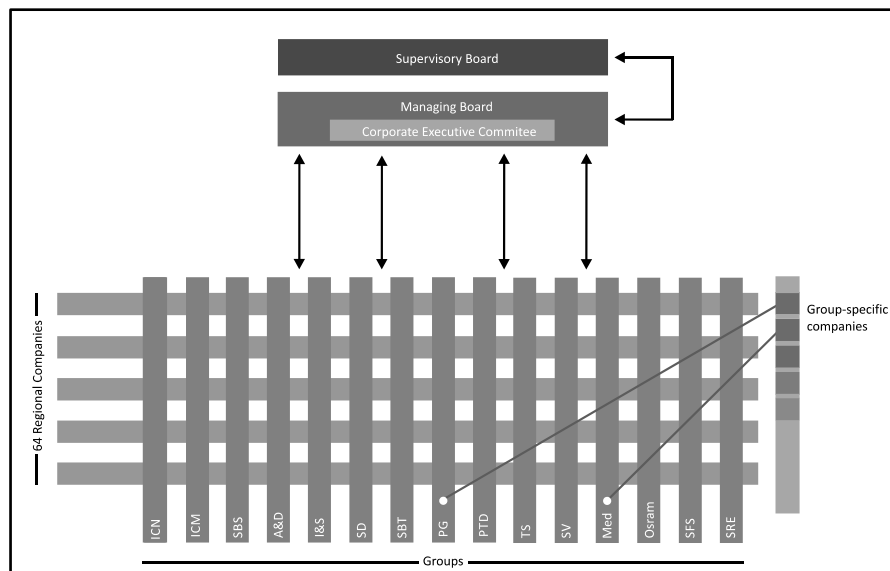 Supervisory Board
Managing Board
Corporate Executive Commitee
64 Regional Companies
Group-specific
companies
ICN
ICM
SBS
A&D
I&S
SD
SBT
PG
PTD
TS
SV
Med
Osram
SFS
SRE
Groups